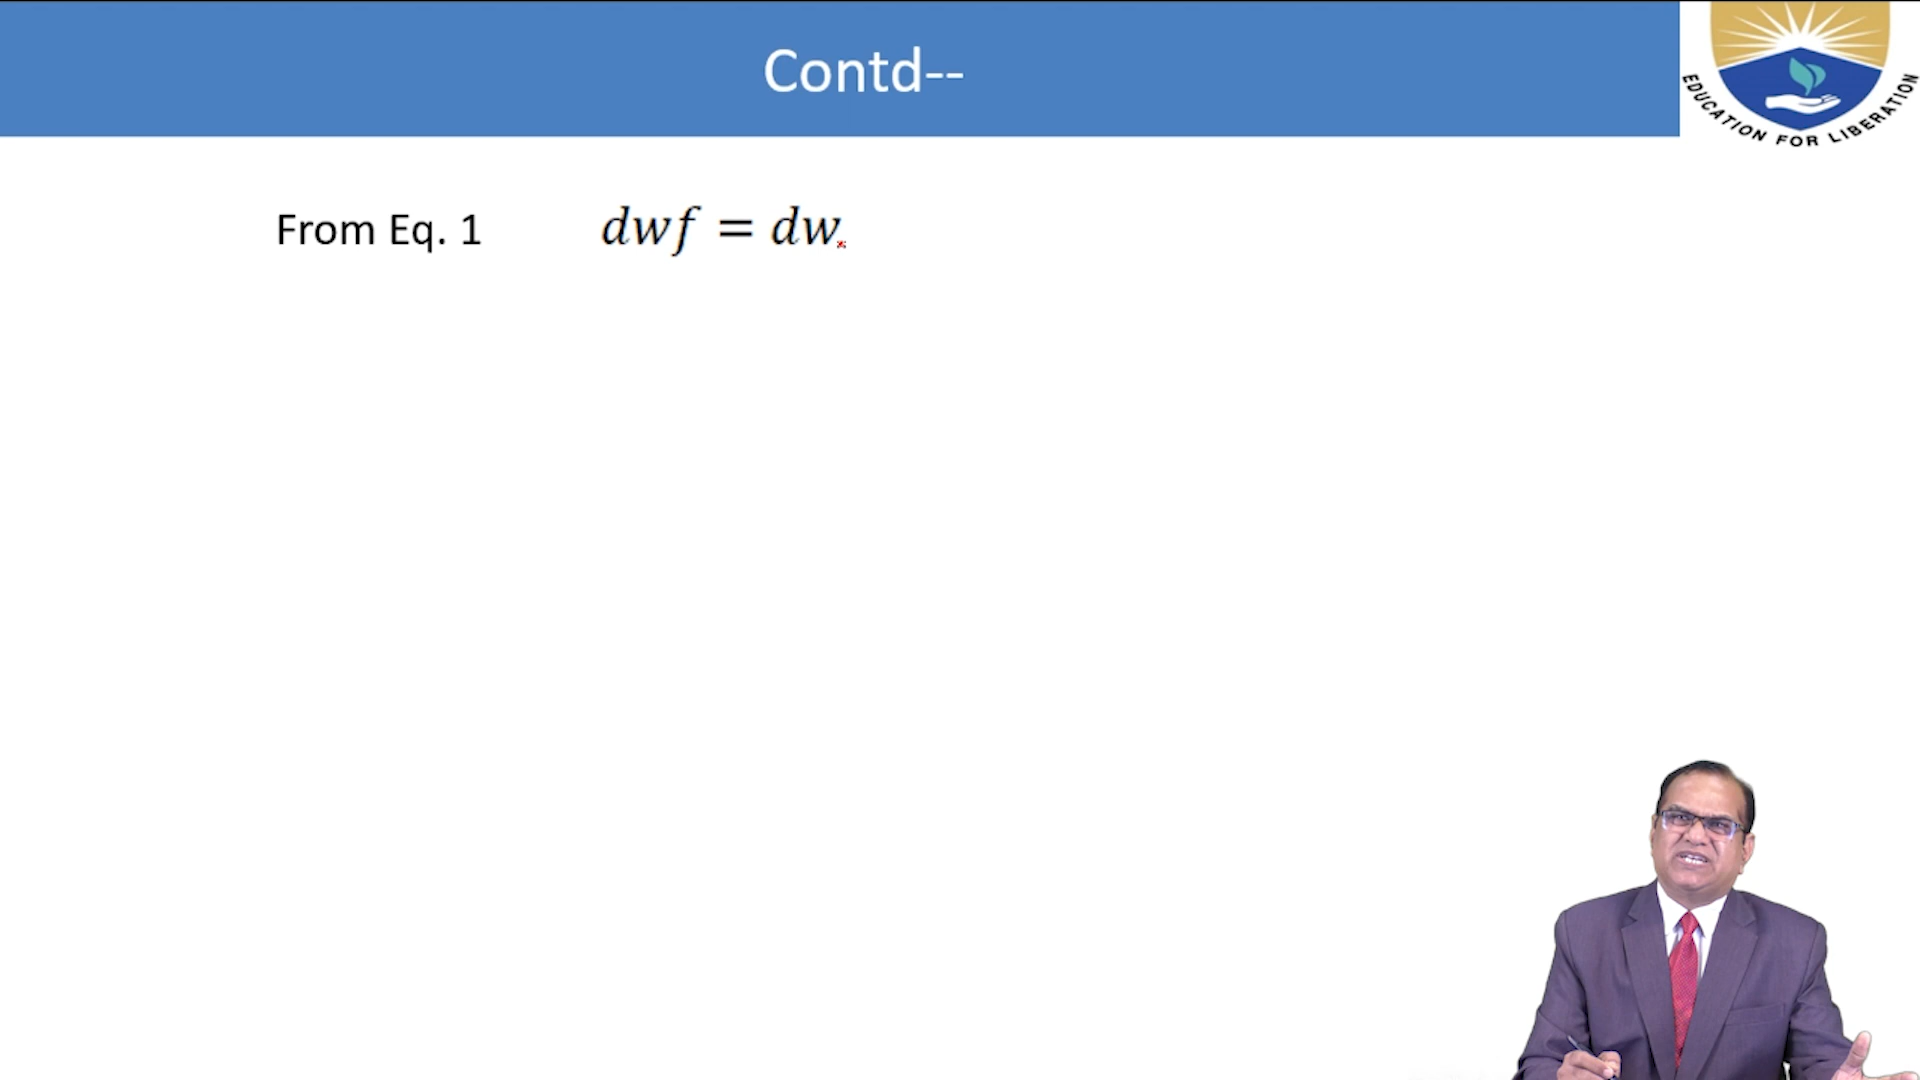 Contd--
EDUCATION FOR LIBERATION
From Eq. 1 dwf = dw